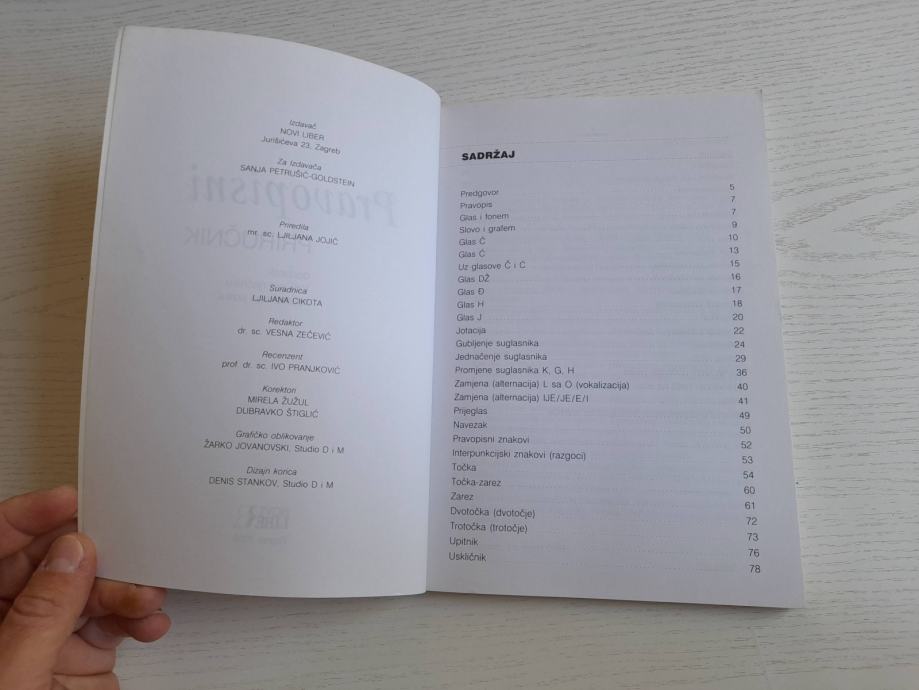 Izdavač
NOVI LIBER
Jurišićeva 23, Zagreb
Za Izdavača
SANJA PETRUŠIĆ-GOLDSTEIN
Priredila
mr. sc. LJILJANA JOJIĆ
Suradnica
LJILJANA CIKOTA
Redaktor
dr. sc. VESNA ZEČEVIĆ
Recenzent
prof. dr. sc. IVO PRANJKOVIĆ
Korektori
MIRELA ŽUŽUL
DUBRAVKO ŠTIGLIĆ
Grafičko oblikovanje
ŽARKO JOVANOVSKI, Studio D i M
Dizajn korica
DENIS STANKOV, Studio D i M
SADRŽAJ
Predgovor 5
Pravopis 7
Glas i fonem 7
Slovo i grafem 9
Glas Č 10
Glas Ć 13
Uz glasove Č i Ć 15
Glas DŽ 16
Glas Đ 17
Glas H 18
Glas J 20
Jotacija 22
Gubljenje suglasnika 24
Jednačenje suglasnika 29
Promjene suglasnika K, G, H 36
Zamjena (alternacija) L sa O (vokalizacija) 40
Zamjena (alternacija) IJE/JE/E/I 41
Prijeglas 49
Navezak 50
Pravopisni znakovi 52
Interpunkcijski znakovi (razgoci) 53
Točka 54
Točka-zarez 60
Zarez 61
Dvotočka (dvotočje) 72
Trotočka (trotočje) 73
Upitnik 76
Uskličnik 78